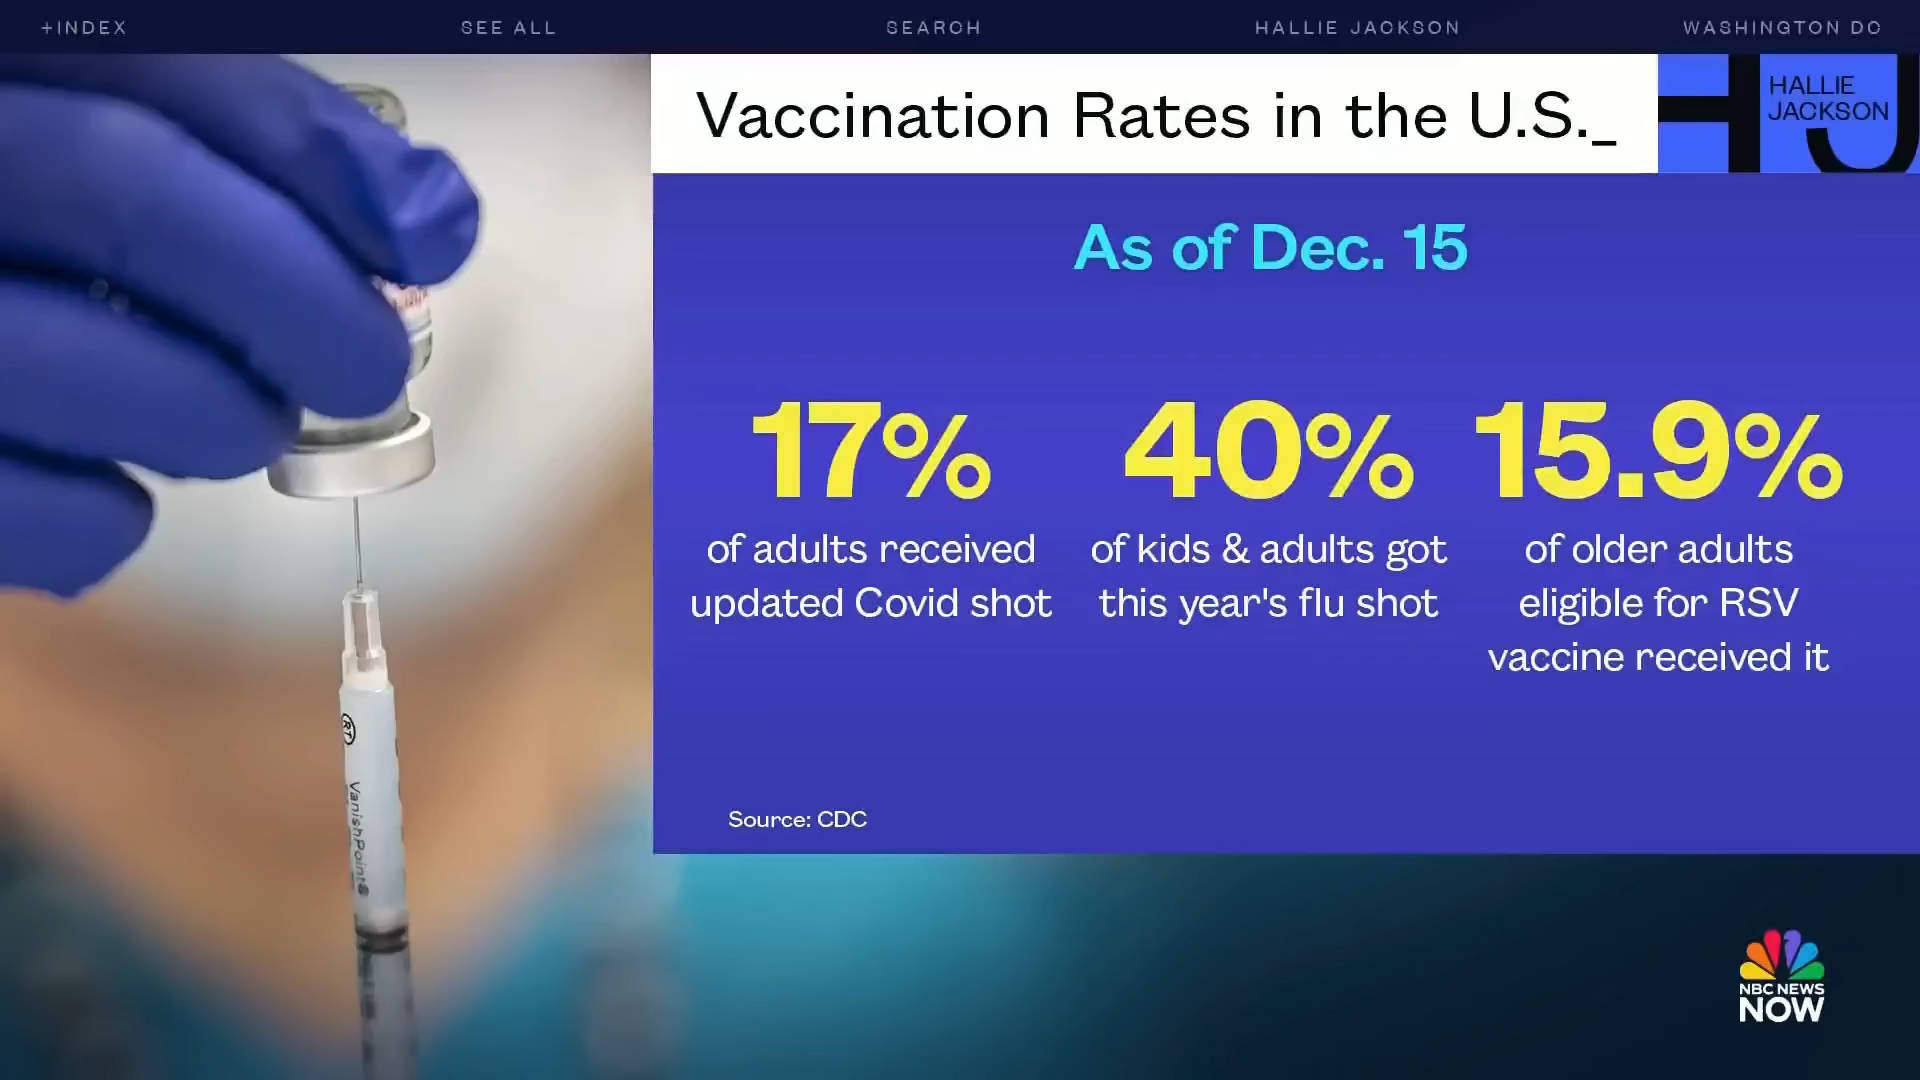 +INDEX
SEE ALL
SEARCH
HALLIE JACKSON
WASHINGTON DC
Vaccination Rates in the U.S._
HALLIE
JACKSON
HJ
As of Dec. 15
17%
of adults received
updated Covid shot
40%
of kids & adults got
this year's flu shot
15.9%
of older adults
eligible for RSV
vaccine received it
Source: CDC
RT
VanishPoint®
NBC NEWS
NOW